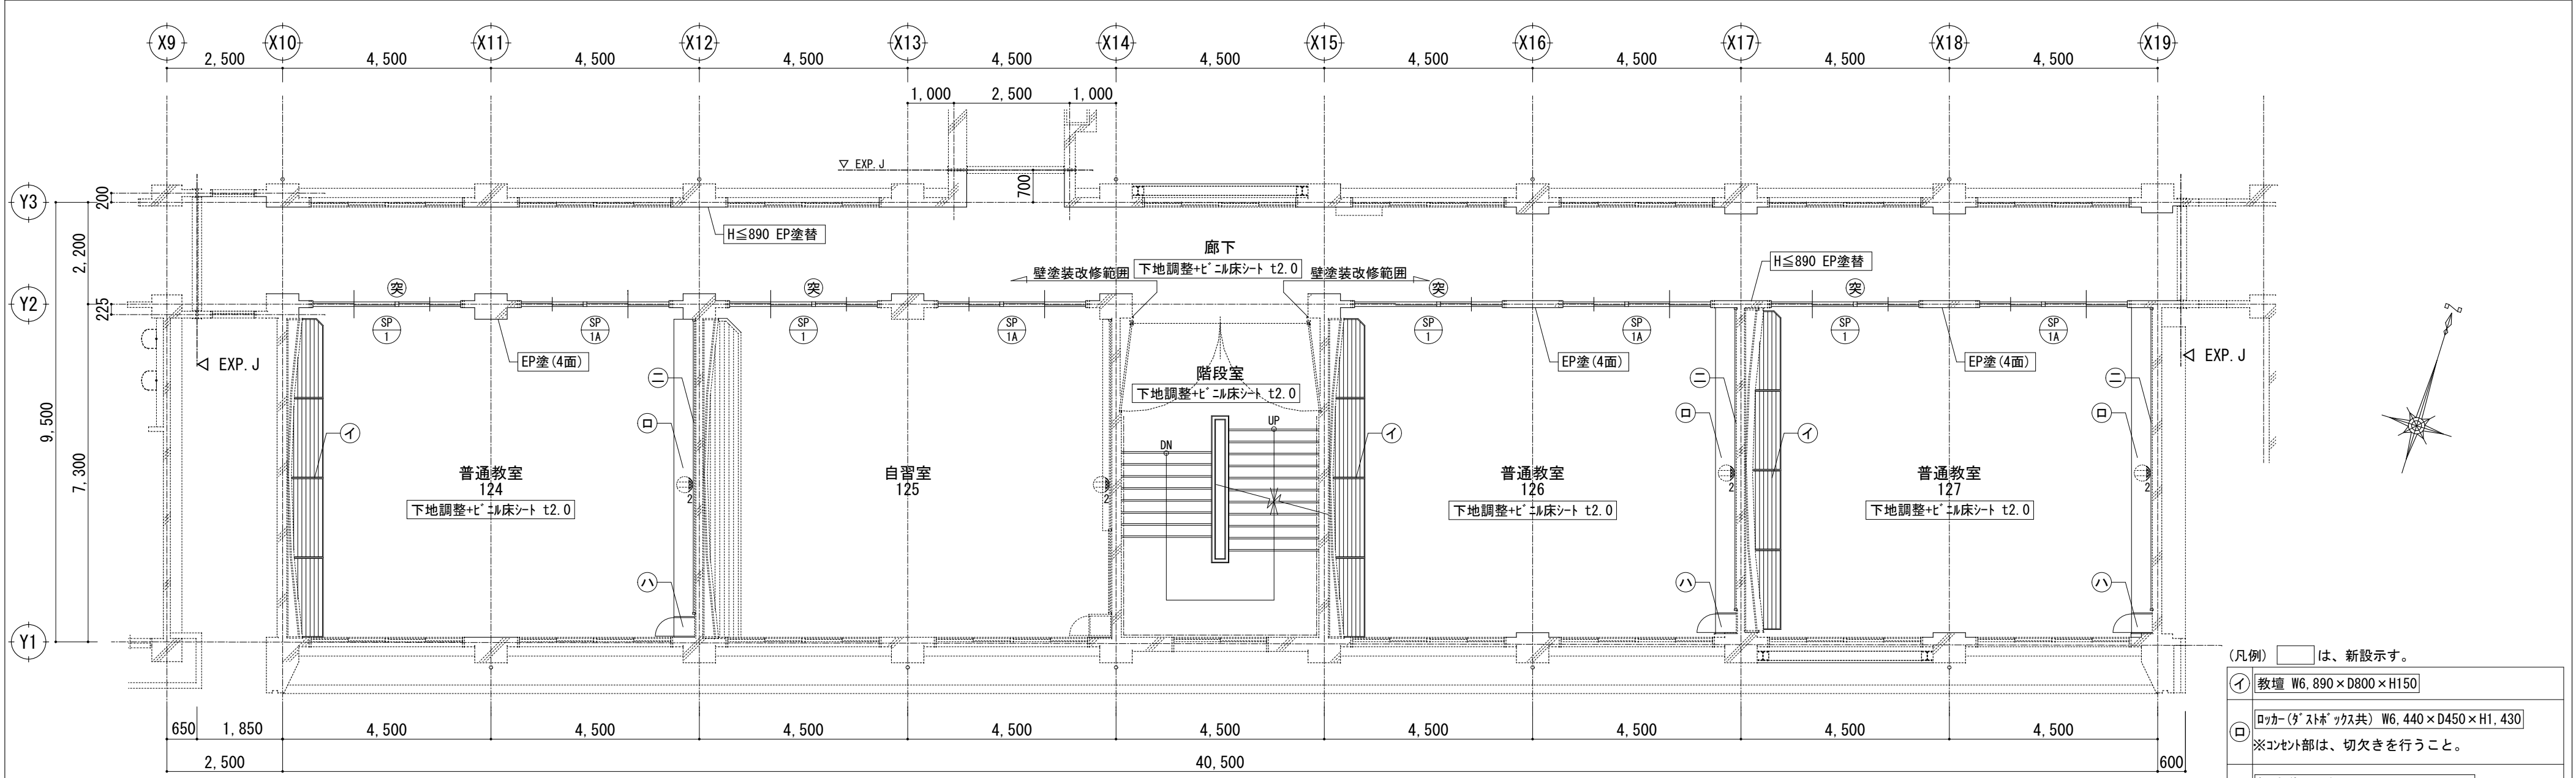 X9 X10 X11 X12 X13 X14 X15 X16 X17 X18 X19
2,500 4,500 4,500 4,500 4,500 4,500 4,500 4,500 4,500 4,500
1,000 2,500 1,000
▽ EXP.J
700
Y3
200
H≦890 EP塗替
2,200
廊下
下地調整+ビニル床シート t2.0
壁塗装改修範囲 壁塗装改修範囲
H≦890 EP塗替
Y2
225
突 突 突 突
SP 1 SP 1A SP 1 SP 1A SP 1 SP 1A SP 1 SP 1A
◁ EXP.J
EP塗(4面) EP塗(4面) EP塗(4面)
◁ EXP.J
階段室
下地調整+ビニル床シート t2.0
ニ ニ ニ
ロ ロ ロ
9,500
7,300
イ イ イ
DN UP
普通教室
124
下地調整+ビニル床シート t2.0
2
自習室
125
2
普通教室
126
下地調整+ビニル床シート t2.0
2
普通教室
127
下地調整+ビニル床シート t2.0
2
Z
ハ ハ ハ
Y1
650 1,850 4,500 4,500 4,500 4,500 4,500 4,500 4,500 4,500 4,500
2,500 40,500 600
(凡例) は、新設示す。
イ 教壇 W6,890×D800×H150
ロ ロッカー(ダストボックス共) W6,440×D450×H1,430
※コンセント部は、切欠きを行うこと。